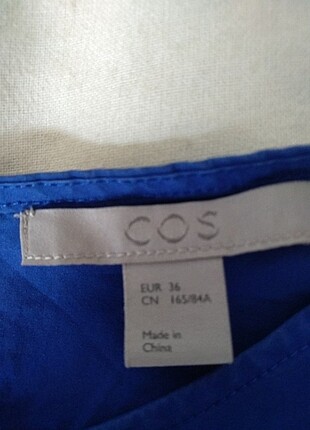 COS
EUR 36
CN 165/84A
Made in
China